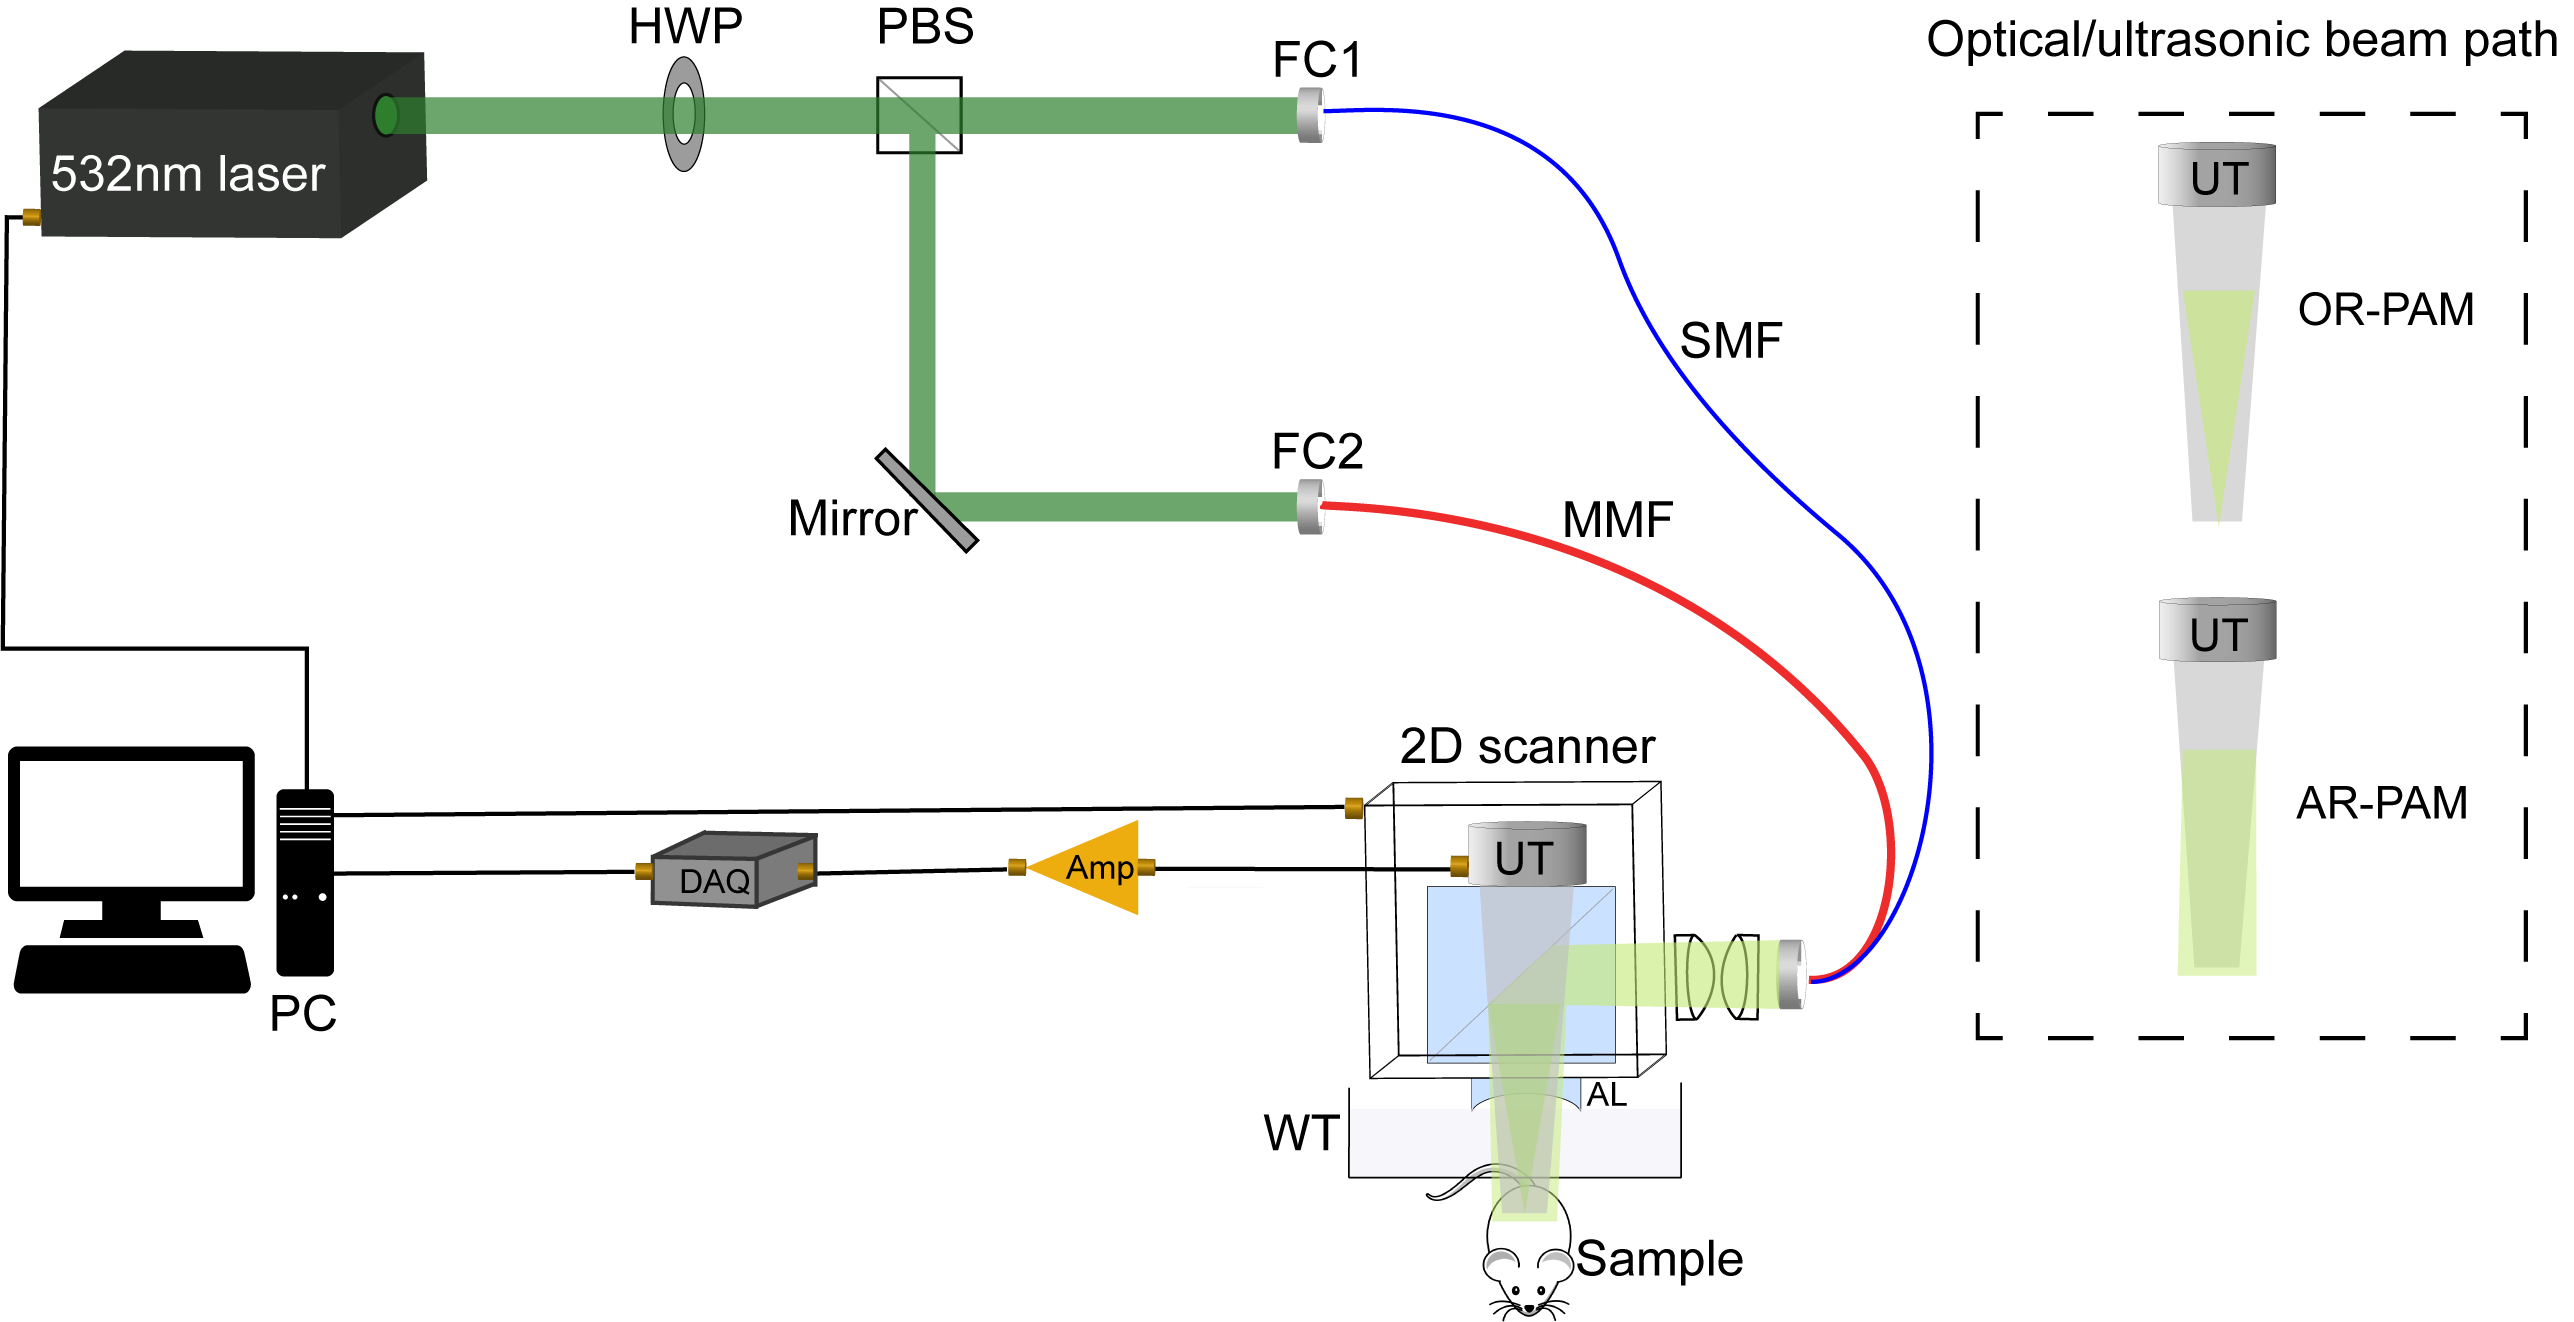 HWP
PBS
FC1
Optical/ultrasonic beam path
532nm laser
UT
OR-PAM
SMF
FC2
Mirror
MMF
UT
AR-PAM
2D scanner
UT
Amp
DAQ
PC
AL
WT
Sample